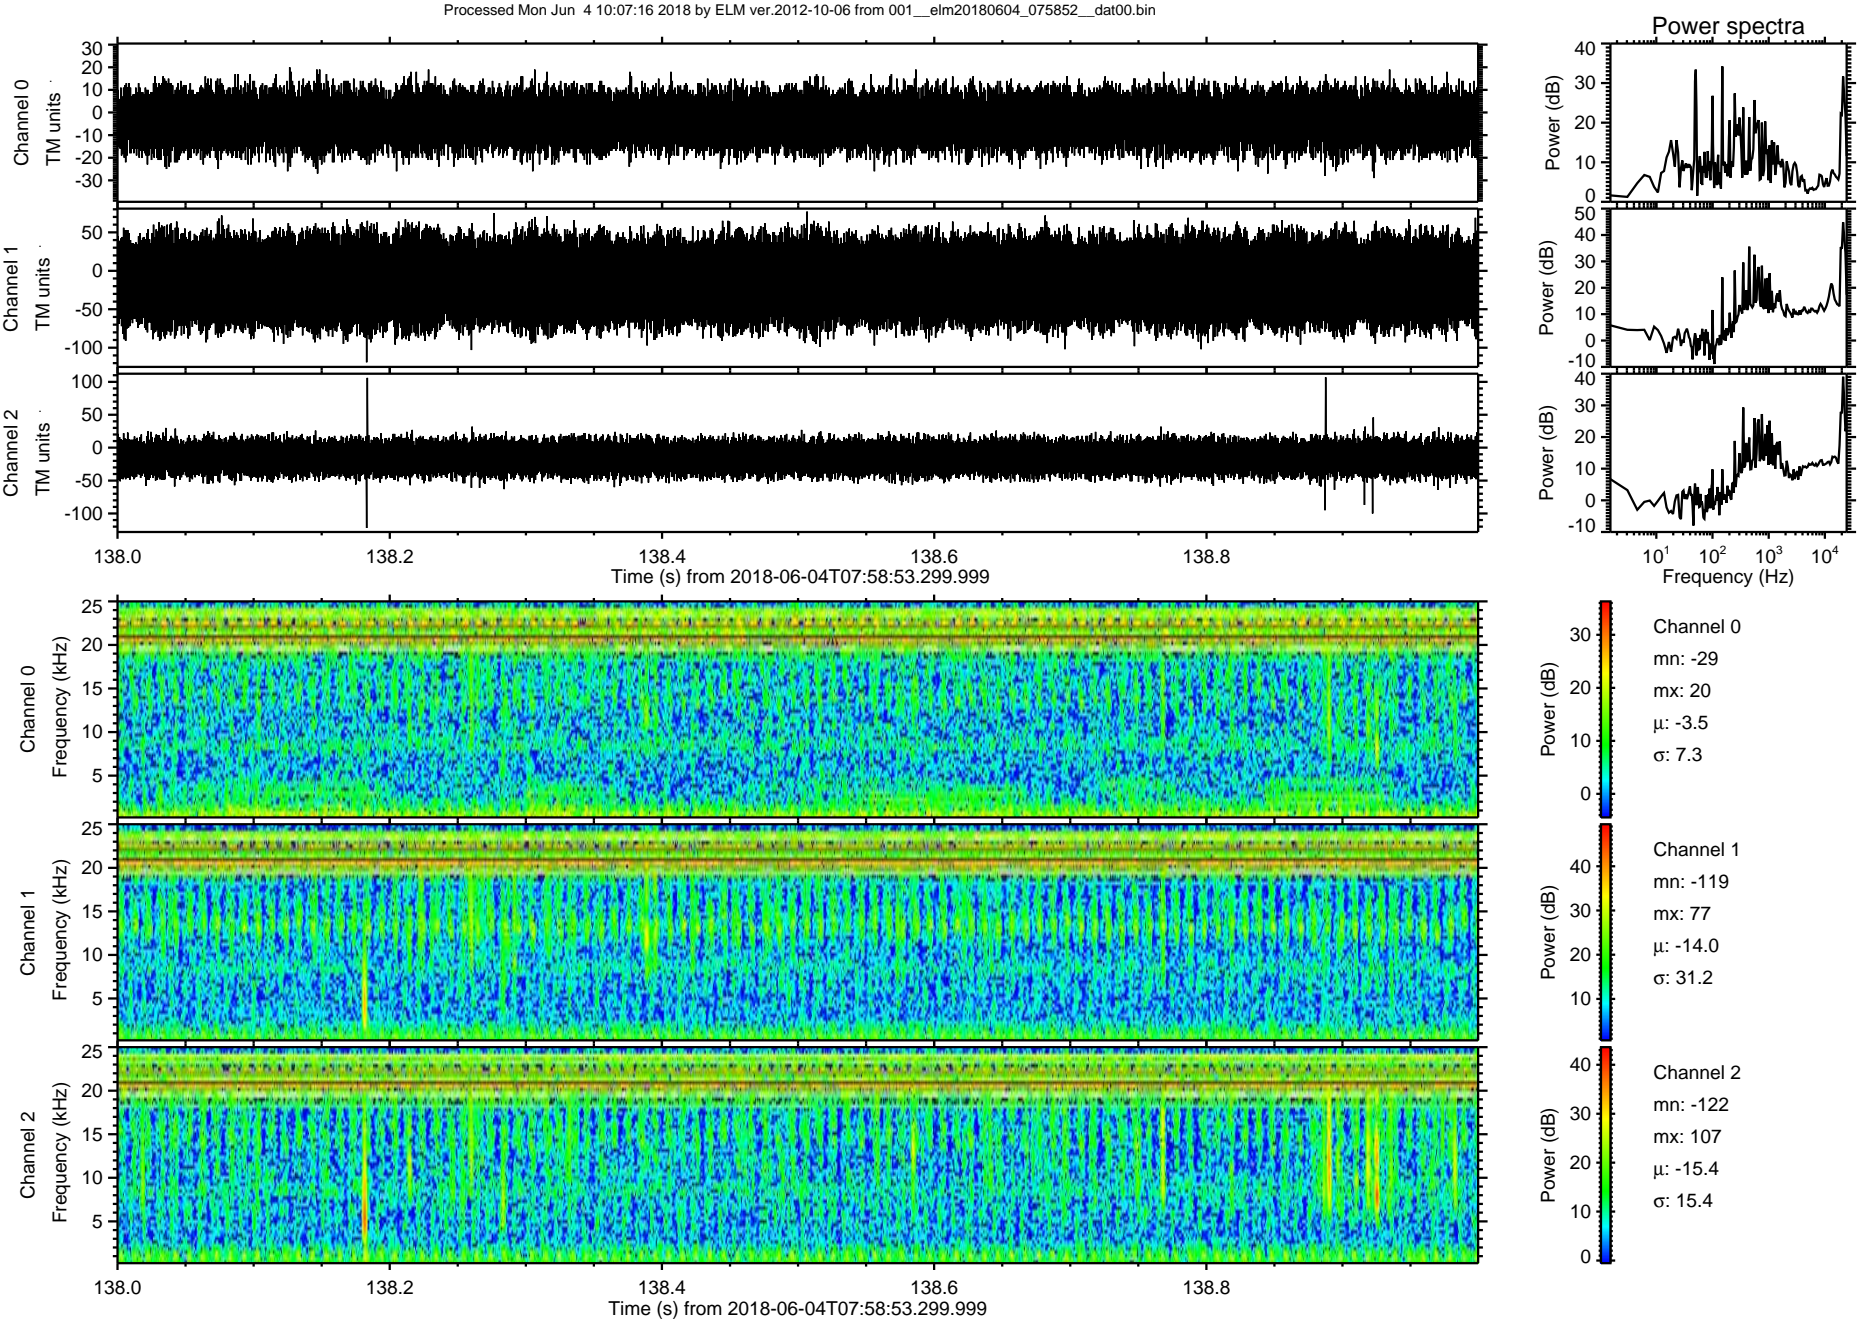 Processed Mon Jun  4 10:07:16 2018 by ELM ver.2012-10-06 from 001__elm20180604_075852__dat00.bin
Power spectra
Channel 0
TM units
30
20
10
0
-10
-20
-30
Power (dB)
40
30
20
10
0
Channel 1
TM units
50
0
-50
-100
Power (dB)
50
40
30
20
10
0
-10
Channel 2
TM units
100
50
0
-50
-100
Power (dB)
40
30
20
10
0
-10
138.0 138.2 138.4 138.6 138.8
Time (s) from 2018-06-04T07:58:53.299.999
10¹ 10² 10³ 10⁴
Frequency (Hz)
Channel 0
Frequency (kHz)
25
20
15
10
5
Power (dB)
30
20
10
0
Channel 0
mn: -29
mx: 20
μ: -3.5
σ: 7.3
Channel 1
Frequency (kHz)
25
20
15
10
5
Power (dB)
40
30
20
10
Channel 1
mn: -119
mx: 77
μ: -14.0
σ: 31.2
Channel 2
Frequency (kHz)
25
20
15
10
5
Power (dB)
40
30
20
10
0
Channel 2
mn: -122
mx: 107
μ: -15.4
σ: 15.4
138.0 138.2 138.4 138.6 138.8
Time (s) from 2018-06-04T07:58:53.299.999